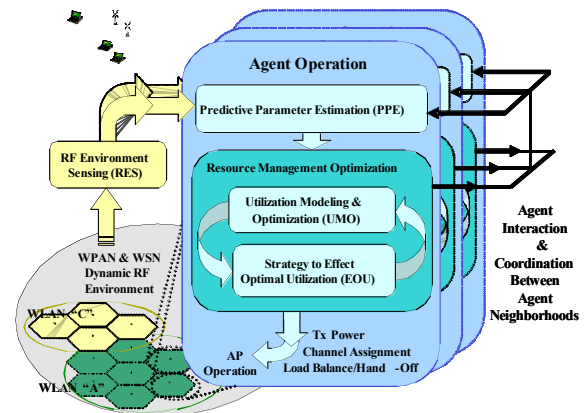 Agent Operation
Predictive Parameter Estimation (PPE)
RF Environment
Sensing (RES)
Resource Management Optimization
Utilization Modeling &
Optimization (UMO)
Strategy to Effect
Optimal Utilization (EOU)
Agent
Interaction
&
Coordination
Between
Agent
Neighborhoods
WPAN & WSN
Dynamic RF
Environment
WLAN "C"
WLAN "A"
Tx Power
Channel Assignment
Load Balance/Hand -Off
AP
Operation